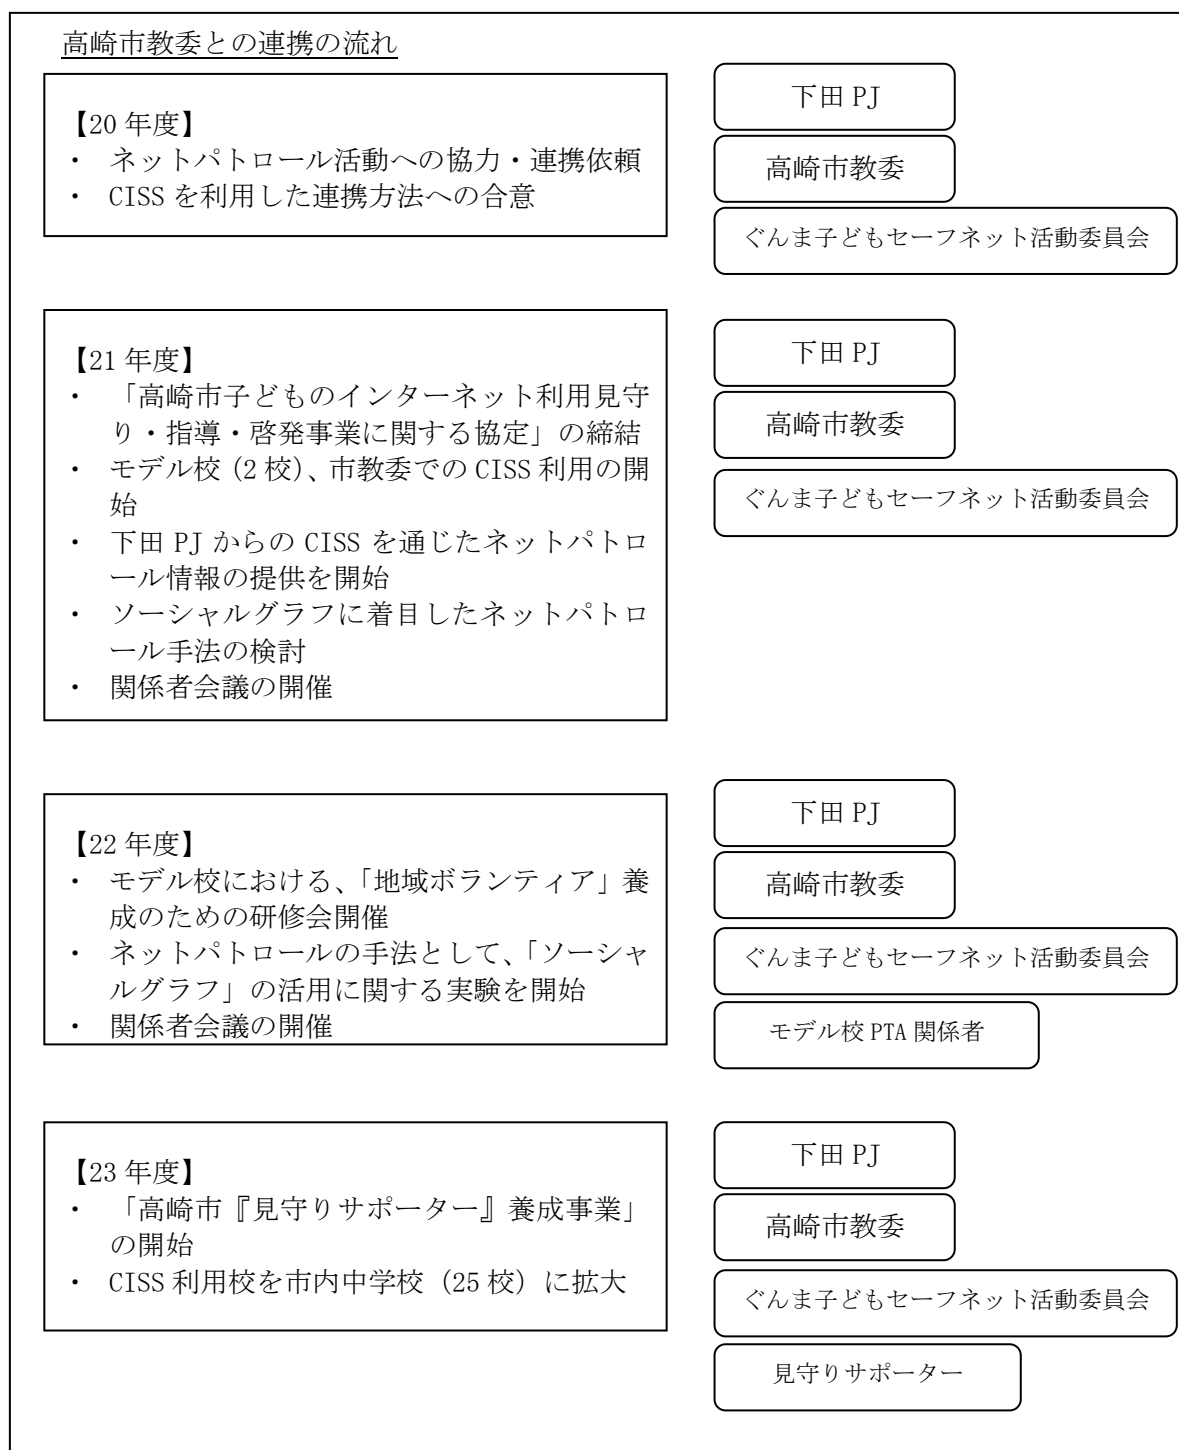 高崎市教委との連携の流れ
【20 年度】
・ ネットパトロール活動への協力・連携依頼
・ CISS を利用した連携方法への合意
下田 PJ
高崎市教委
ぐんま子どもセーフネット活動委員会
【21 年度】
・ 「高崎市子どものインターネット利用見守
り・指導・啓発事業に関する協定」の締結
・ モデル校（2 校）、市教委での CISS 利用の開
始
・ 下田 PJ からの CISS を通じたネットパトロ
ール情報の提供を開始
・ ソーシャルグラフに着目したネットパトロ
ール手法の検討
・ 関係者会議の開催
下田 PJ
高崎市教委
ぐんま子どもセーフネット活動委員会
【22 年度】
・ モデル校における、「地域ボランティア」養
成のための研修会開催
・ ネットパトロールの手法として、「ソーシャ
ルグラフ」の活用に関する実験を開始
・ 関係者会議の開催
下田 PJ
高崎市教委
ぐんま子どもセーフネット活動委員会
モデル校 PTA 関係者
【23 年度】
・ 「高崎市『見守りサポーター』養成事業」
の開始
・ CISS 利用校を市内中学校（25 校）に拡大
下田 PJ
高崎市教委
ぐんま子どもセーフネット活動委員会
見守りサポーター